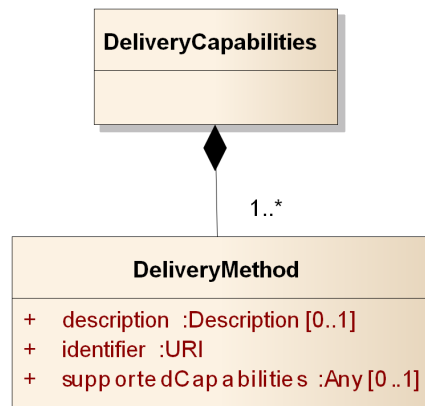 DeliveryCapabilities
1..*
DeliveryMethod
+ description :Description [0..1]
+ identifier :URI
+ supportedCapabilities :Any [0..1]